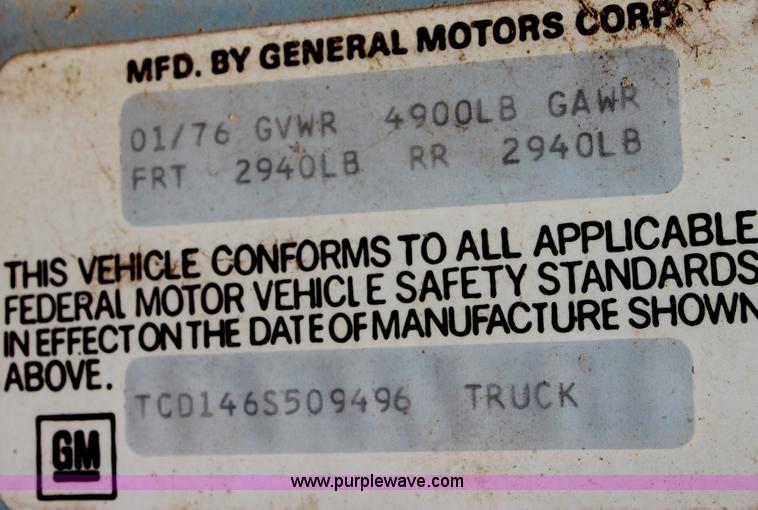 MFD. BY GENERAL MOTORS CORP.
01/76 GVWR 4900LB GAWR
FRT 2940LB RR 2940LB
THIS VEHICLE CONFORMS TO ALL APPLICABLE
FEDERAL MOTOR VEHICLE SAFETY STANDARDS
IN EFFECT ON THE DATE OF MANUFACTURE SHOWN
ABOVE.
TCD146S509496 TRUCK
GM
www.purplewave.com